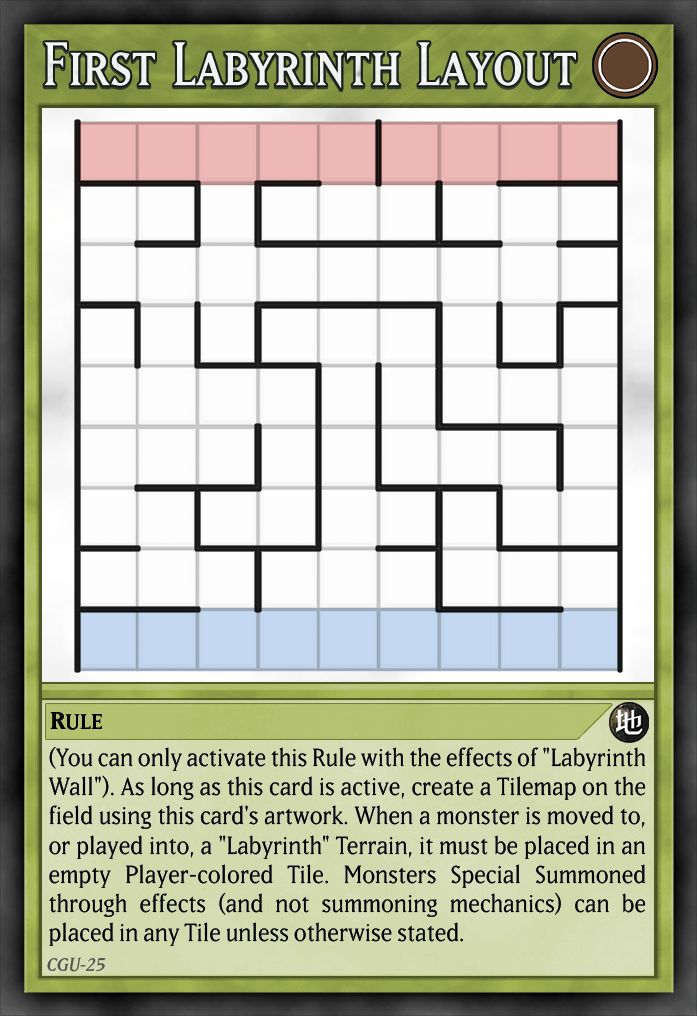 First Labyrinth Layout
Rule
(You can only activate this Rule with the effects of "Labyrinth
Wall"). As long as this card is active, create a Tilemap on the
field using this card's artwork. When a monster is moved to,
or played into, a "Labyrinth" Terrain, it must be placed in an
empty Player-colored Tile. Monsters Special Summoned
through effects (and not summoning mechanics) can be
placed in any Tile unless otherwise stated.
CGU-25